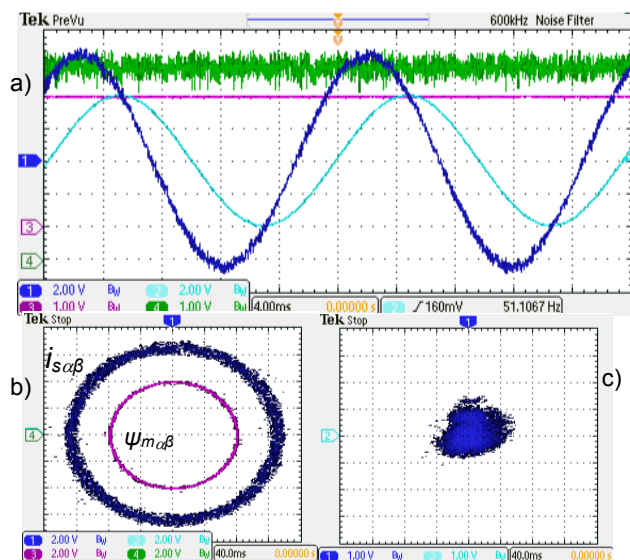 Tek PreVu 600kHz Noise Filter
a)
1
3
4
1 2.00 V BW 2 2.00 V BW
3 1.00 V BW 4 1.00 V BW 4.00ms 0.00000 s 2 160mV 51.1067 Hz
Tek Stop 1
b)
isαβ
ψmαβ
4
1 2.00 V BW 2 2.00 V BW
3 2.00 V BW 4 2.00 V BW 40.0ms 0.00000 s
Tek Stop 1
c)
2
1 1.00 V BW 2 1.00 V BW 40.0ms 0.00000 s